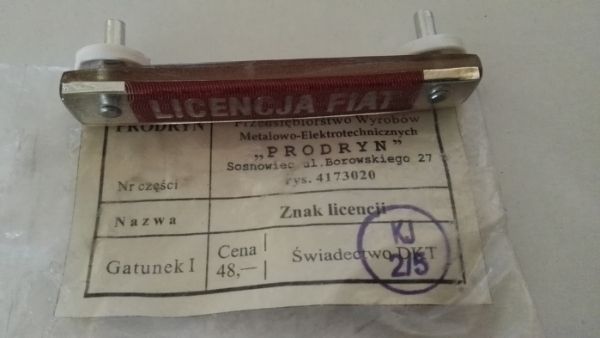 LICENCJA FIAT
PRODRYN
Przedsiębiorstwo Wyrobów
Metalowo-Elektrotechnicznych
„PRODRYN"
Sosnowiec ul.Borowskiego 27
Nr części
rys. 4173020
Nazwa
Znak licencji
Gatunek I
Cena
48,—
Świadectwo DKT
KJ
2/5